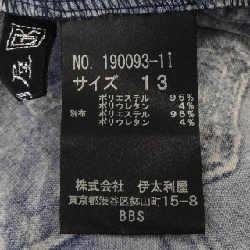 NO. 190093-11
サイズ 13
ポリエステル 96%
ポリウレタン 4%
別布 ポリエステル 96%
ポリウレタン 4%
株式会社 伊太利屋
東京都渋谷区鉢山町15-8
BBS